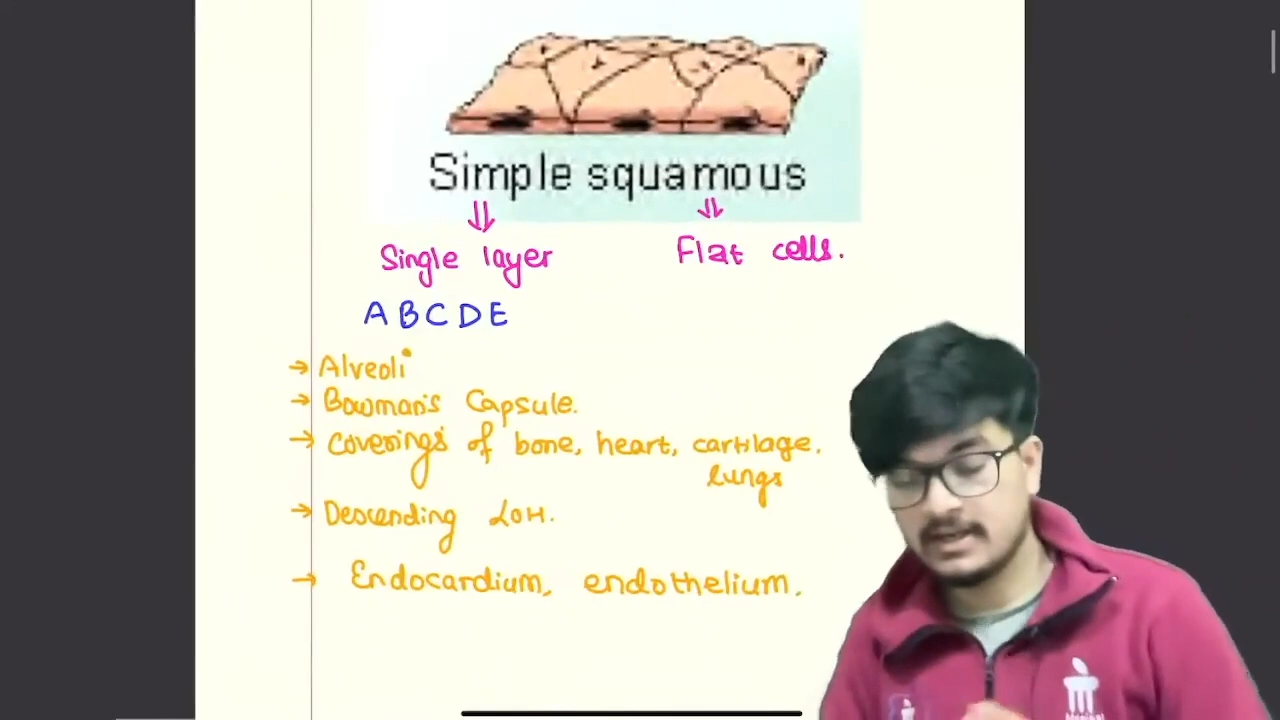 Simple squamous
Single layer Flat cells.
A B C D E
→ Alveoli
→ Bowman's Capsule.
→ Coverings of bone, heart, cartilage,
lungs
→ Descending LOH.
→ Endocardium, endothelium.